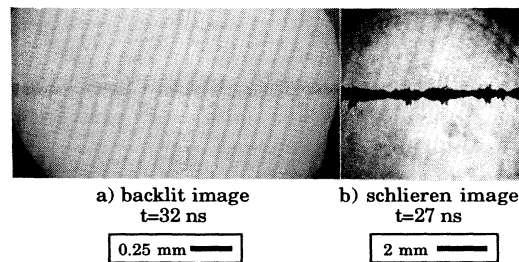 a) backlit image
t=32 ns
0.25 mm
b) schlieren image
t=27 ns
2 mm